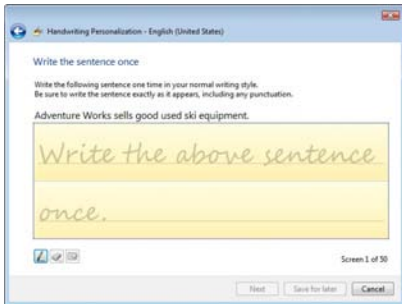 Handwriting Personalization - English (United States)
Write the sentence once
Write the following sentence one time in your normal writing style.
Be sure to write the sentence exactly as it appears, including any punctuation.
Adventure Works sells good used ski equipment.
Write the above sentence
once.
Screen 1 of 50
Next Save for later Cancel